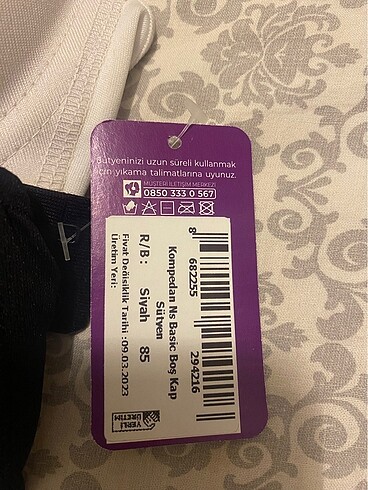 Sütyeninizi uzun süreli kullanmak
için yıkama talimatlarına uyunuz.
MÜŞTERİ İLETİŞİM MERKEZİ
0850 333 0 567
8 682255 294216
Kompedan Ns Basic Boş Kap
Sütyen
R/B: Siyah 85
Fiyat Değişiklik Tarihi :09.03.2023
Üretim Yeri:
YERLİ
ÜRETİM